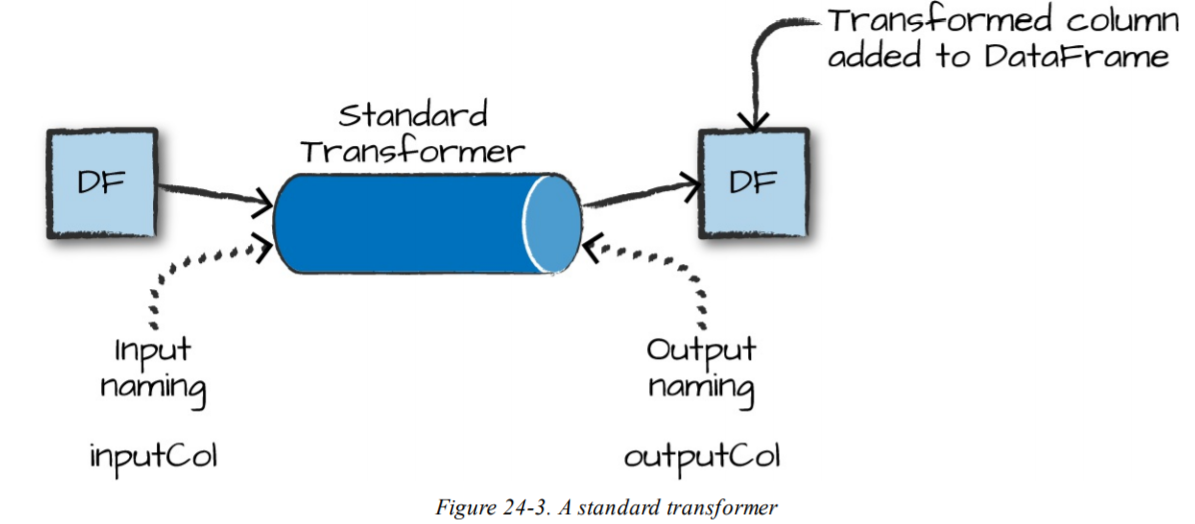 Transformed column
added to DataFrame
Standard
Transformer
DF
DF
Input
naming
inputCol
Output
naming
outputCol
Figure 24-3. A standard transformer